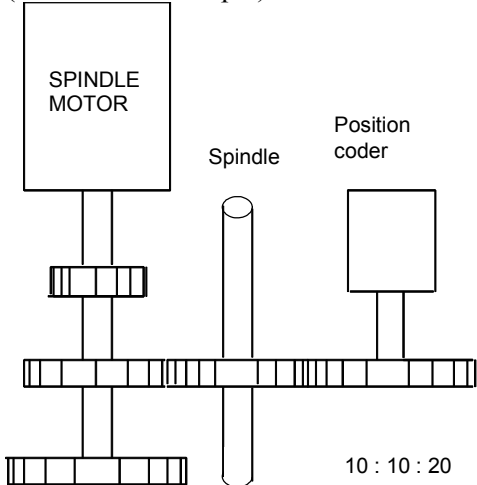 SPINDLE
MOTOR
Position
coder
Spindle
10 : 10 : 20